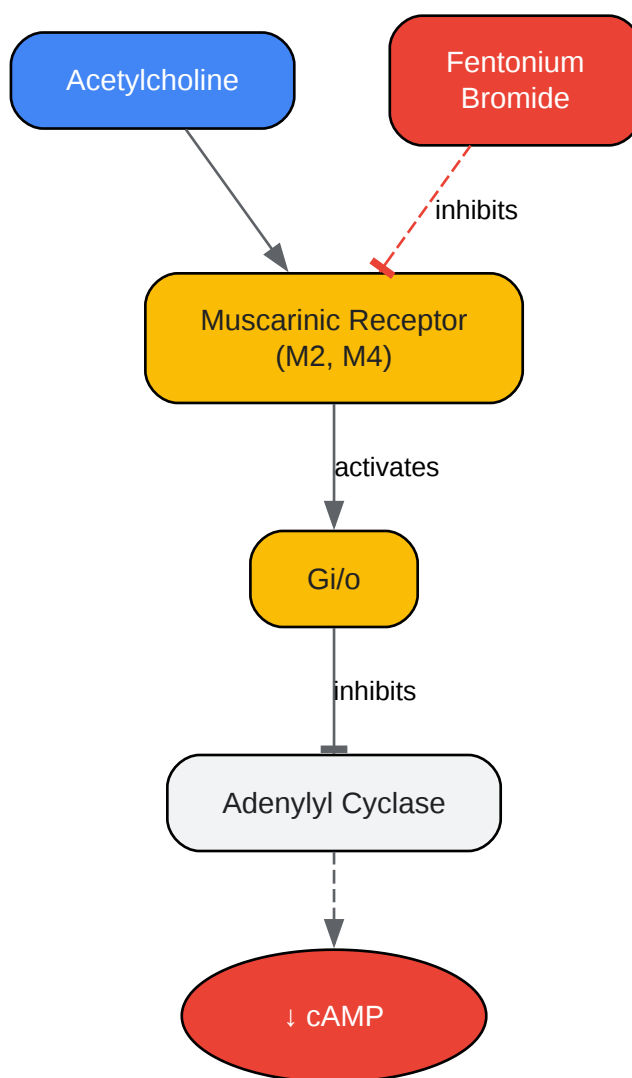 Acetylcholine
Fentonium
Bromide
inhibits
Muscarinic Receptor
(M2, M4)
activates
Gi/o
inhibits
Adenylyl Cyclase
↓ cAMP